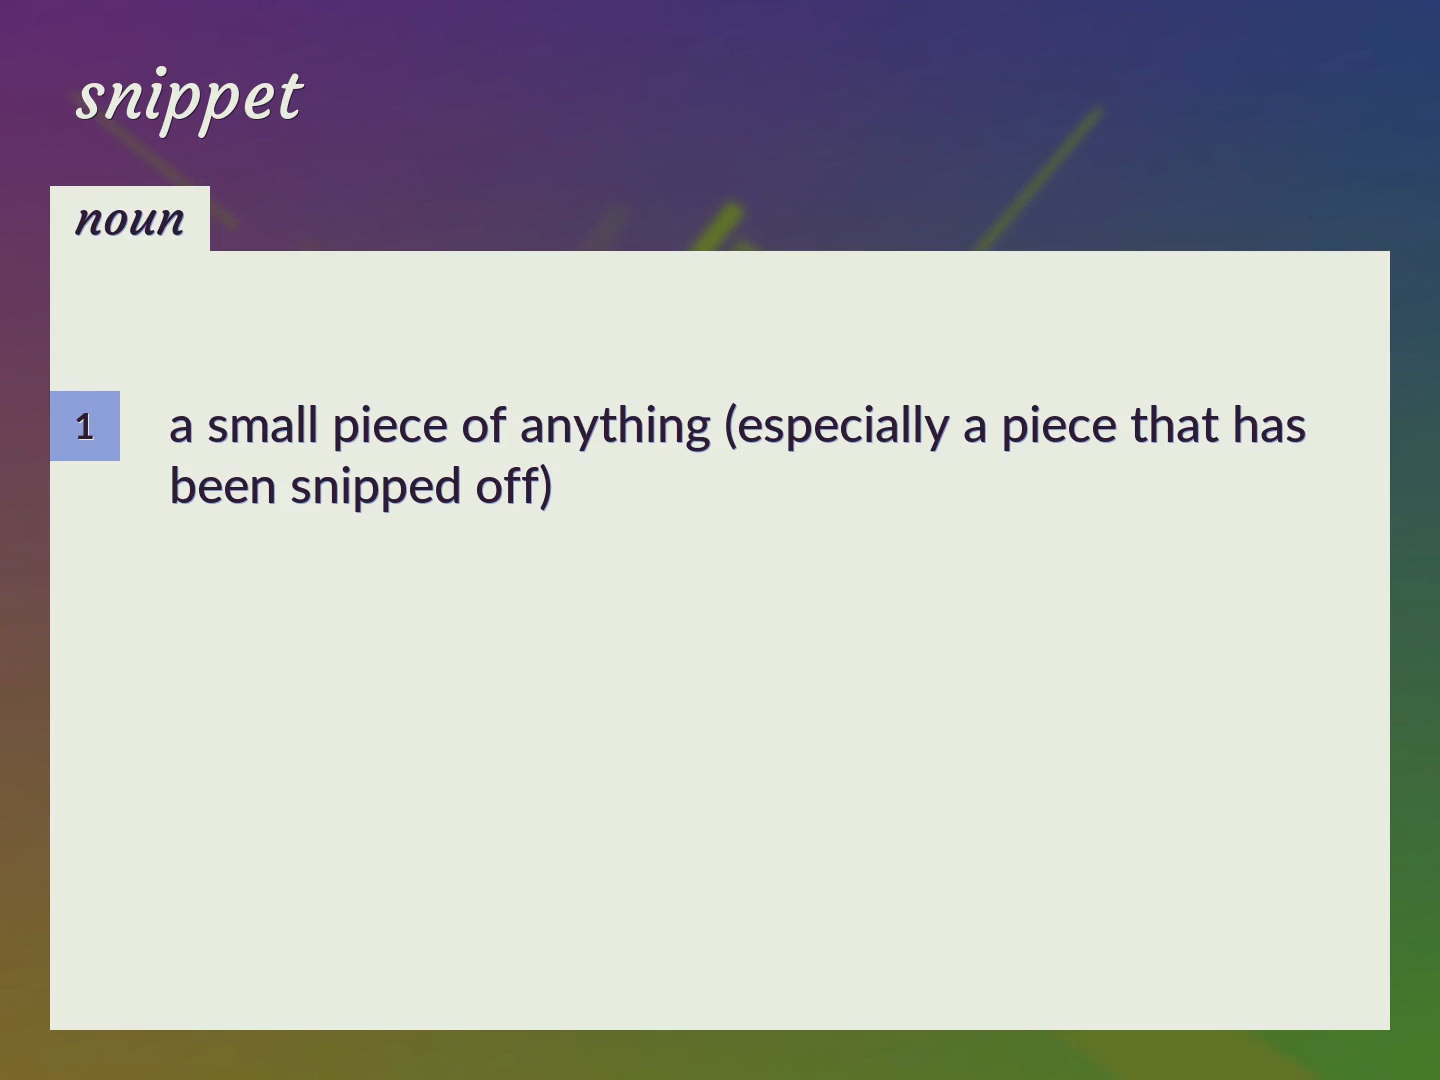 snippet
noun
1
a small piece of anything (especially a piece that has
been snipped off)